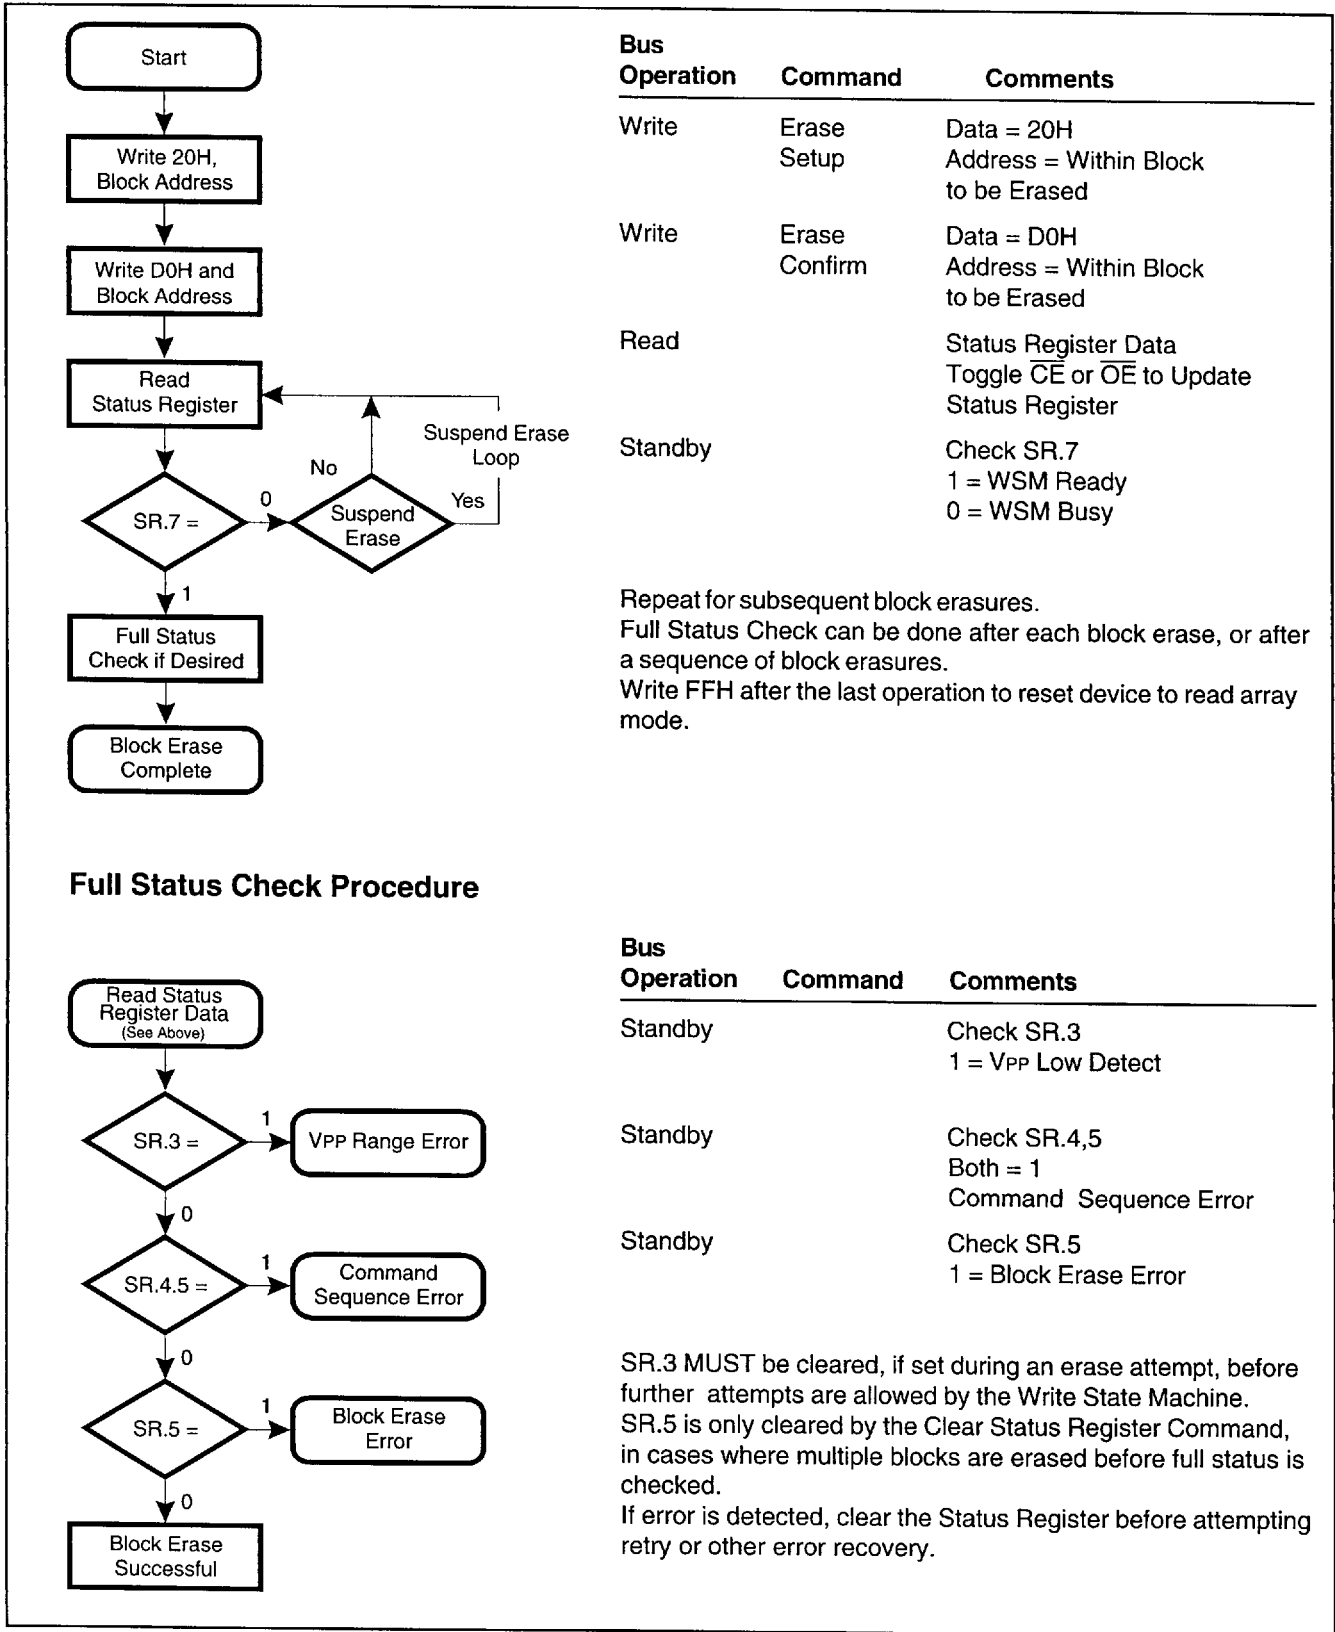 Start
Write 20H,
Block Address
Write D0H and
Block Address
Read
Status Register
Suspend Erase
Loop
No
Yes
SR.7 =
0
Suspend
Erase
1
Full Status
Check if Desired
Block Erase
Complete
Bus
Operation Command Comments
Write Erase Data = 20H
Setup Address = Within Block
to be Erased
Write Erase Data = D0H
Confirm Address = Within Block
to be Erased
Read Status Register Data
Toggle C̅E̅ or O̅E̅ to Update
Status Register
Standby Check SR.7
1 = WSM Ready
0 = WSM Busy
Repeat for subsequent block erasures.
Full Status Check can be done after each block erase, or after
a sequence of block erasures.
Write FFH after the last operation to reset device to read array
mode.
Full Status Check Procedure
Read Status
Register Data
(See Above)
SR.3 =
1
VPP Range Error
0
SR.4.5 =
1
Command
Sequence Error
0
SR.5 =
1
Block Erase
Error
0
Block Erase
Successful
Bus
Operation Command Comments
Standby Check SR.3
1 = VPP Low Detect
Standby Check SR.4,5
Both = 1
Command Sequence Error
Standby Check SR.5
1 = Block Erase Error
SR.3 MUST be cleared, if set during an erase attempt, before
further attempts are allowed by the Write State Machine.
SR.5 is only cleared by the Clear Status Register Command,
in cases where multiple blocks are erased before full status is
checked.
If error is detected, clear the Status Register before attempting
retry or other error recovery.